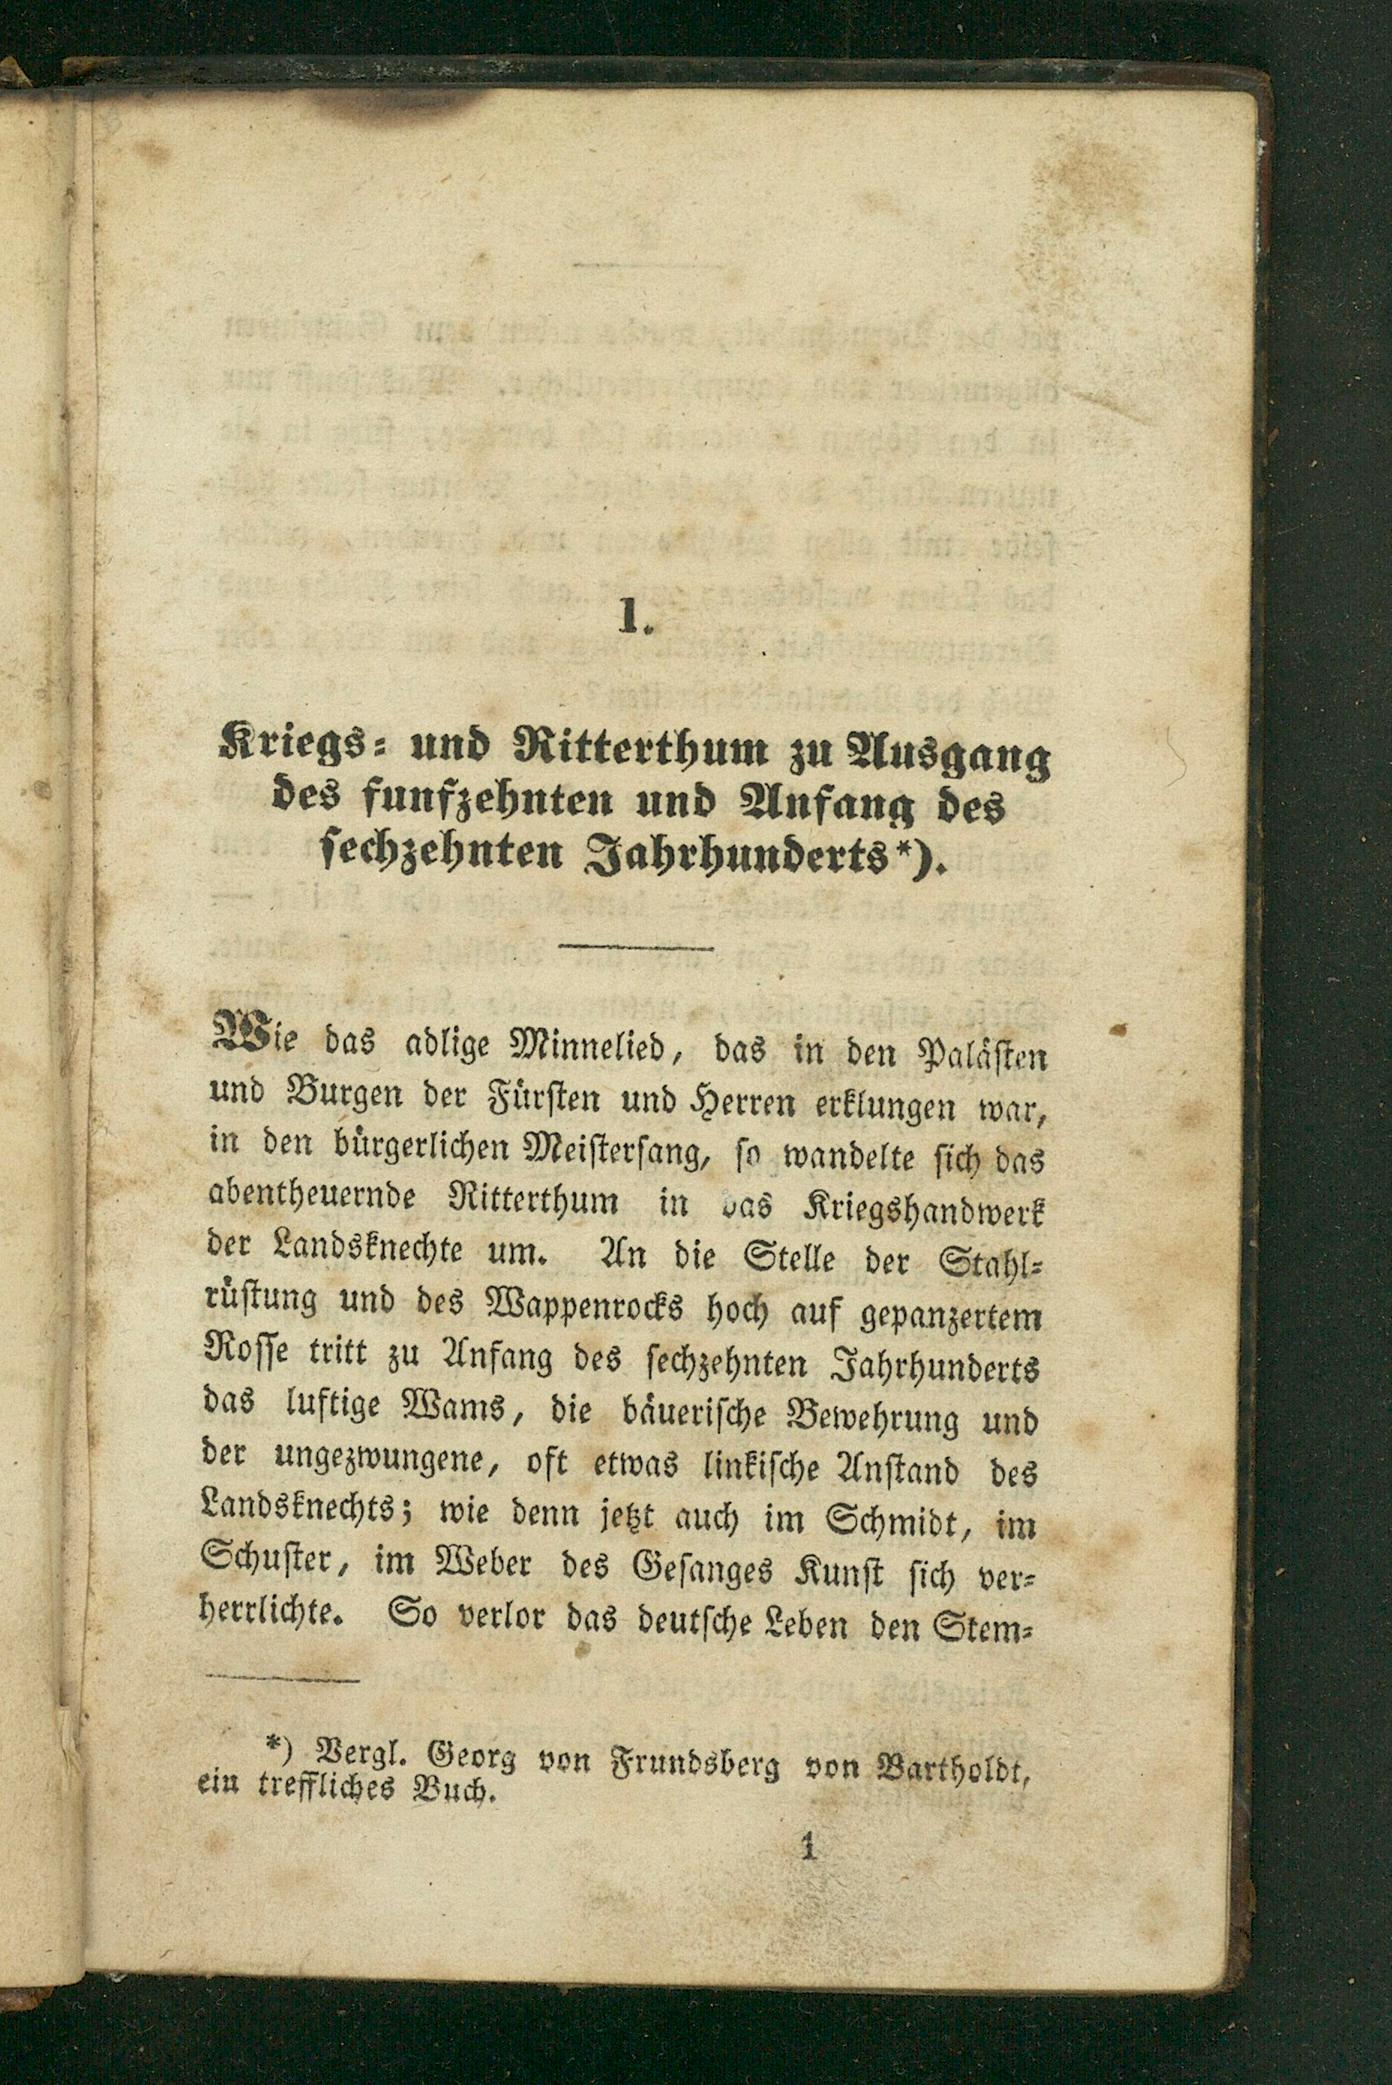 1.
Kriegs- und Ritterthum zu Ausgang
des funfzehnten und Anfang des
sechzehnten Jahrhunderts*).
Wie das adlige Minnelied, das in den Palästen
und Burgen der Fürsten und Herren erklungen war,
in den bürgerlichen Meistersang, so wandelte sich das
abentheuernde Ritterthum in das Kriegshandwerk
der Landsknechte um. An die Stelle der Stahl-
rüstung und des Wappenrocks hoch auf gepanzertem
Rosse tritt zu Anfang des sechzehnten Jahrhunderts
das luftige Wams, die bäuerische Bewehrung und
der ungezwungene, oft etwas linkische Anstand des
Landsknechts; wie denn jetzt auch im Schmidt, im
Schuster, im Weber des Gesanges Kunst sich ver-
herrlichte. So verlor das deutsche Leben den Stem-
*) Vergl. Georg von Frundsberg von Bartholdt,
ein treffliches Buch.
1